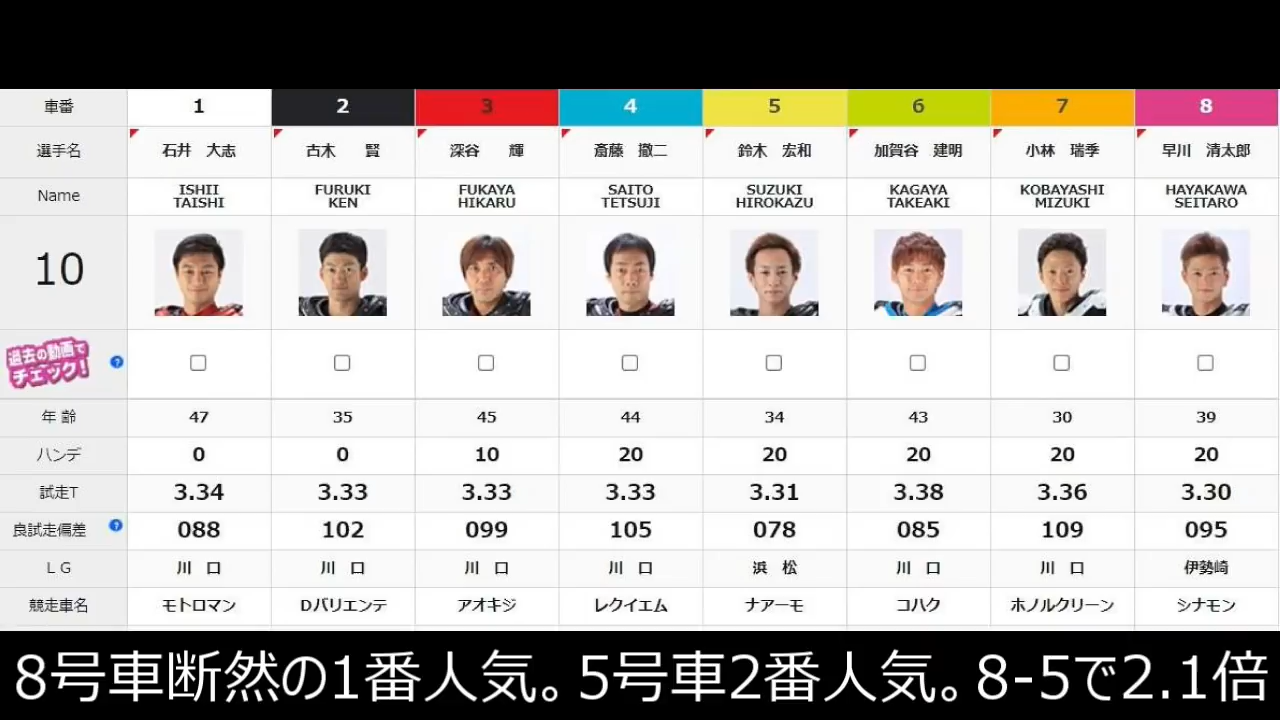 車番 1 2 3 4 5 6 7 8
選手名 石井 大志 古木 賢 深谷 輝 斎藤 撤二 鈴木 宏和 加賀谷 建明 小林 瑞季 早川 清太郎
Name ISHII TAISHI FURUKI KEN FUKAYA HIKARU SAITO TETSUJI SUZUKI HIROKAZU KAGAYA TAKEAKI KOBAYASHI MIZUKI HAYAKAWA SEITARO
10
過去の動画でチェック! ?
年齢 47 35 45 44 34 43 30 39
ハンデ 0 0 10 20 20 20 20 20
試走T 3.34 3.33 3.33 3.33 3.31 3.38 3.36 3.30
良試走偏差 ? 088 102 099 105 078 085 109 095
LG 川口 川口 川口 川口 浜松 川口 川口 伊勢崎
競走車名 モトロマン Dバリエンテ アオキジ レクイエム ナアーモ コハク ホノルクリーン シナモン
8号車断然の1番人気。5号車2番人気。8-5で2.1倍